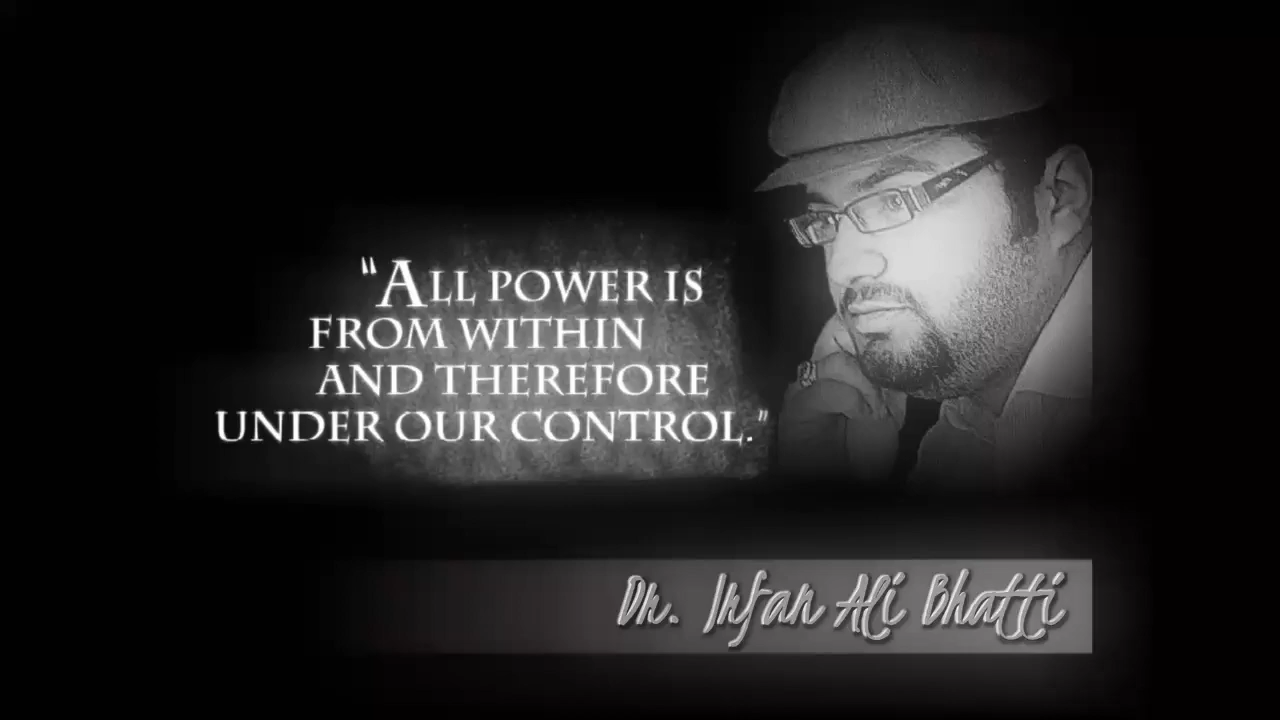 “All power is
from within
and therefore
under our control.”
Dr. Irfan Ali Bhatti